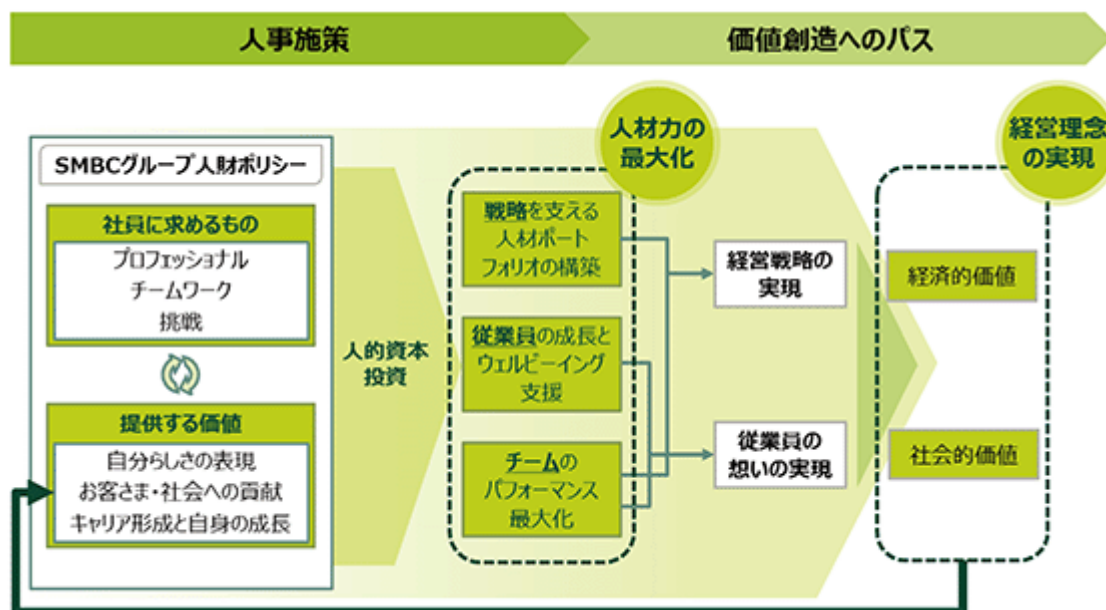 人事施策
価値創造へのパス
人材力の
最大化
経営理念
の実現
SMBCグループ人財ポリシー
社員に求めるもの
プロフェッショナル
チームワーク
挑戦
提供する価値
自分らしさの表現
お客さま・社会への貢献
キャリア形成と自身の成長
人的資本
投資
戦略を支える
人材ポート
フォリオの構築
従業員の成長と
ウェルビーイング
支援
チームの
パフォーマンス
最大化
経営戦略の
実現
従業員の
想いの実現
経済的価値
社会的価値